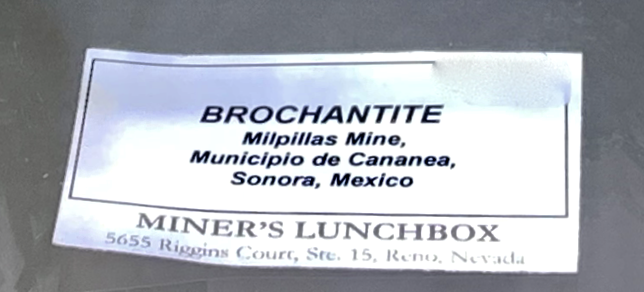 BROCHANTITE
Milpillas Mine,
Municipio de Cananea,
Sonora, Mexico
MINER'S LUNCHBOX
5655 Riggins Court, Ste. 15, Reno, Nevada